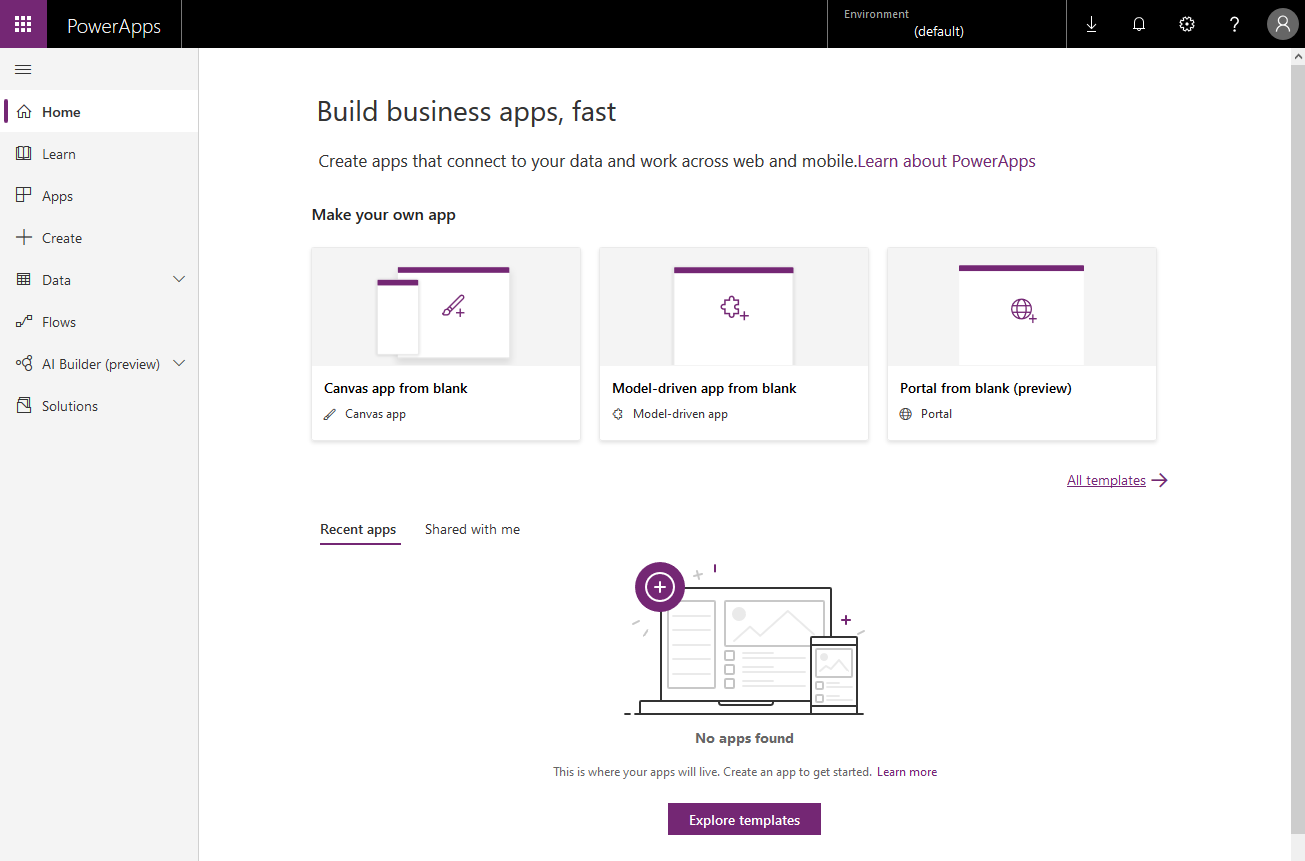 PowerApps
Environment
(default)
Home
Learn
Apps
Create
Data
Flows
AI Builder (preview)
Solutions
Build business apps, fast
Create apps that connect to your data and work across web and mobile.Learn about PowerApps
Make your own app
Canvas app from blank
Canvas app
Model-driven app from blank
Model-driven app
Portal from blank (preview)
Portal
All templates
Recent apps
Shared with me
No apps found
This is where your apps will live. Create an app to get started. Learn more
Explore templates